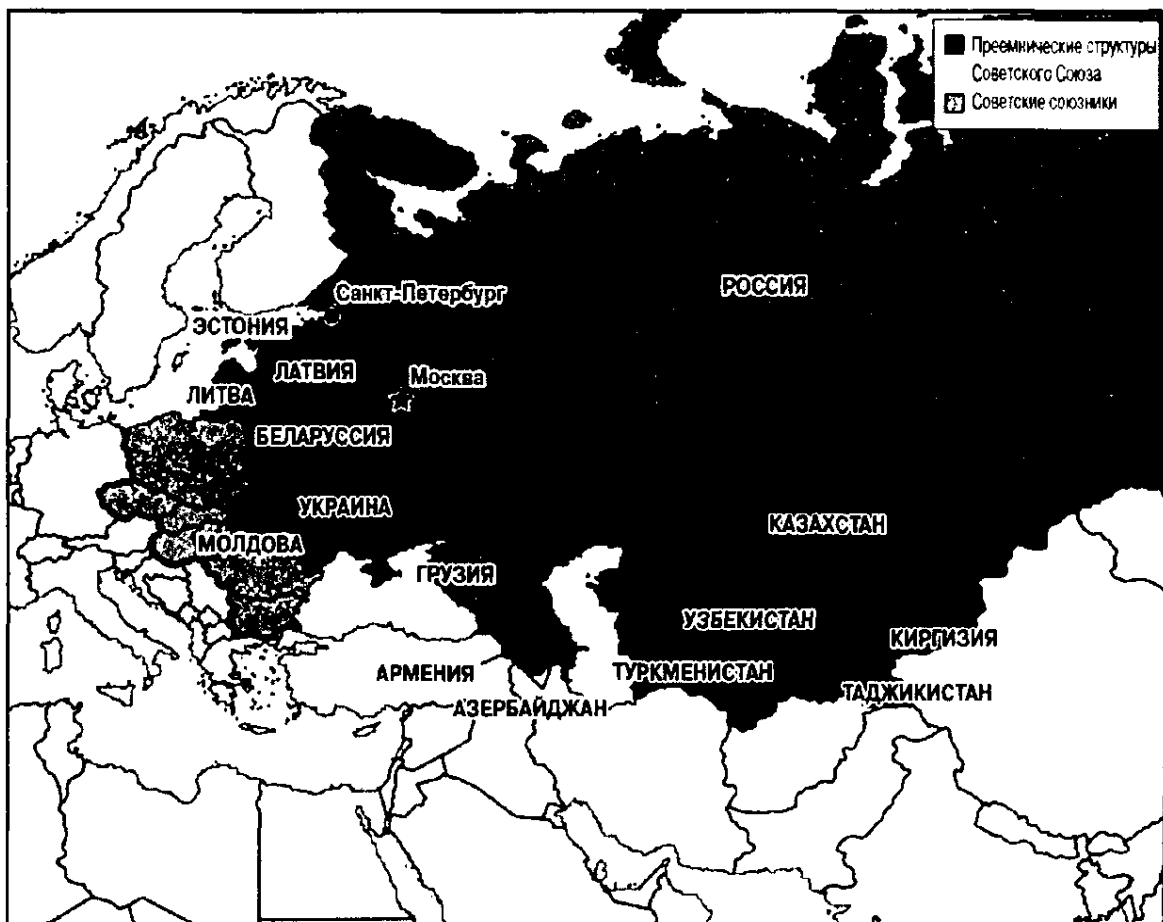 Преемнические структуры
Советского Союза
Советские союзники
РОССИЯ
Санкт-Петербург
ЭСТОНИЯ
ЛАТВИЯ
Москва
ЛИТВА
БЕЛАРУССИЯ
УКРАИНА
КАЗАХСТАН
МОЛДОВА
ГРУЗИЯ
УЗБЕКИСТАН
КИРГИЗИЯ
АРМЕНИЯ
ТУРКМЕНИСТАН
ТАДЖИКИСТАН
АЗЕРБАЙДЖАН